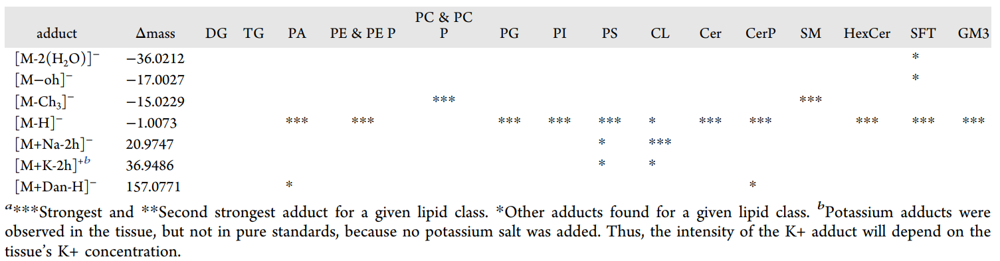 adduct Δmass DG TG PA PE & PE P PC & PC P PG PI PS CL Cer CerP SM HexCer SFT GM3
[M-2(H₂O)]⁻ −36.0212 *
[M−oh]⁻ −17.0027 *
[M-Ch₃]⁻ −15.0229 *** ***
[M-H]⁻ −1.0073 *** *** *** *** *** * *** *** *** *** ***
[M+Na-2h]⁻ 20.9747 * ***
[M+K-2h]⁺ᵇ 36.9486 * *
[M+Dan-H]⁻ 157.0771 * *
ᵃ***Strongest and **Second strongest adduct for a given lipid class. *Other adducts found for a given lipid class. ᵇPotassium adducts were
observed in the tissue, but not in pure standards, because no potassium salt was added. Thus, the intensity of the K+ adduct will depend on the
tissue's K+ concentration.